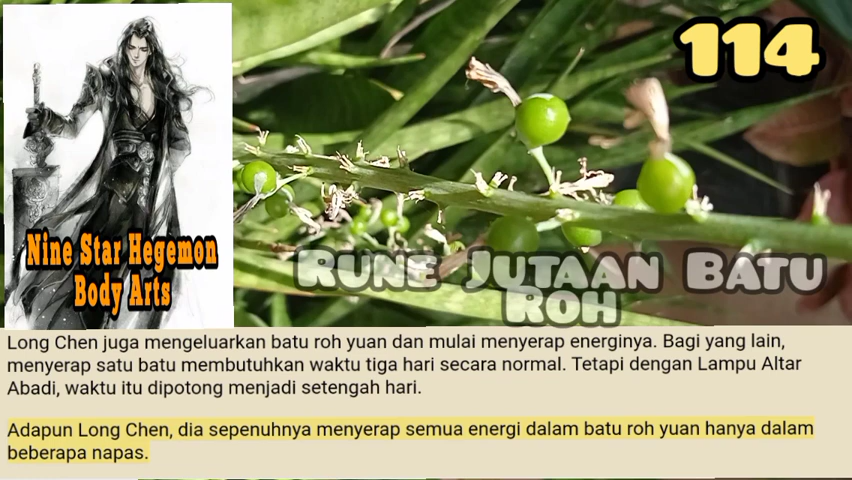 114
Nine Star Hegemon
Body Arts
Rune Jutaan Batu
Roh
Long Chen juga mengeluarkan batu roh yuan dan mulai menyerap energinya. Bagi yang lain,
menyerap satu batu membutuhkan waktu tiga hari secara normal. Tetapi dengan Lampu Altar
Abadi, waktu itu dipotong menjadi setengah hari.
Adapun Long Chen, dia sepenuhnya menyerap semua energi dalam batu roh yuan hanya dalam
beberapa napas.